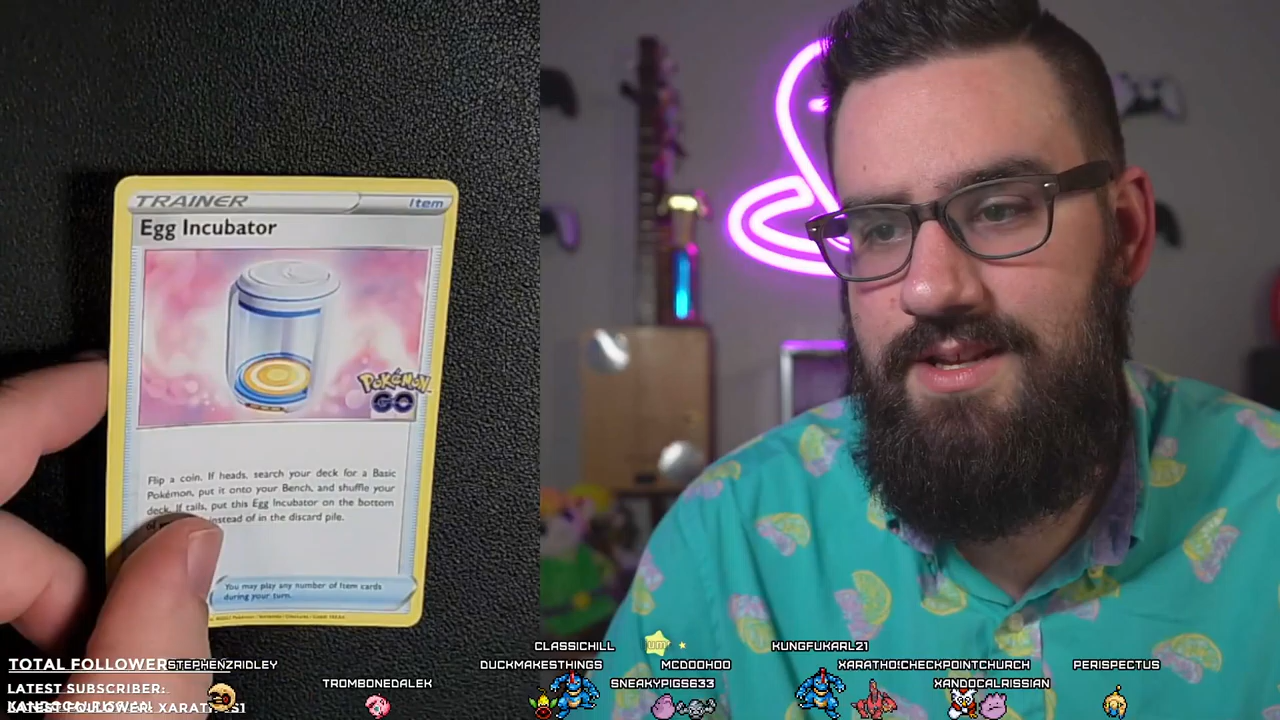 TRAINER
Item
Egg Incubator
POKÉMON
GO
Flip a coin. If heads, search your deck for a Basic
Pokémon, put it onto your Bench, and shuffle your
deck. If tails, put this Egg Incubator on the bottom
of instead of in the discard pile.
You may play any number of Item cards
during your turn.
CLASSICHILL
KUNGFUKARL21
TOTAL FOLLOWER
STEPHENZRIDLEY
DUCKMAKESTHINGS
MCDOOHOO
XARATHO!CHECKPOINTCHURCH
PERISPECTUS
TROMBONEDALEK
SNEAKYPIGS633
XANDOCALRISSIAN
LATEST SUBSCRIBER:
LATEST FOLLOWER: